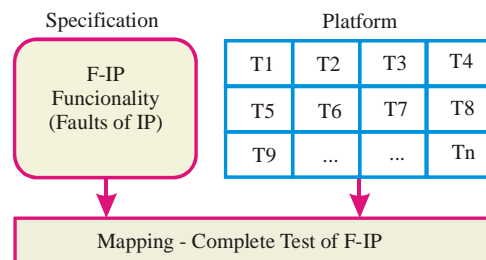 Specification
Platform
F-IP
Funcionality
(Faults of IP)
T1 T2 T3 T4
T5 T6 T7 T8
T9 ... ... Tn
Mapping - Complete Test of F-IP